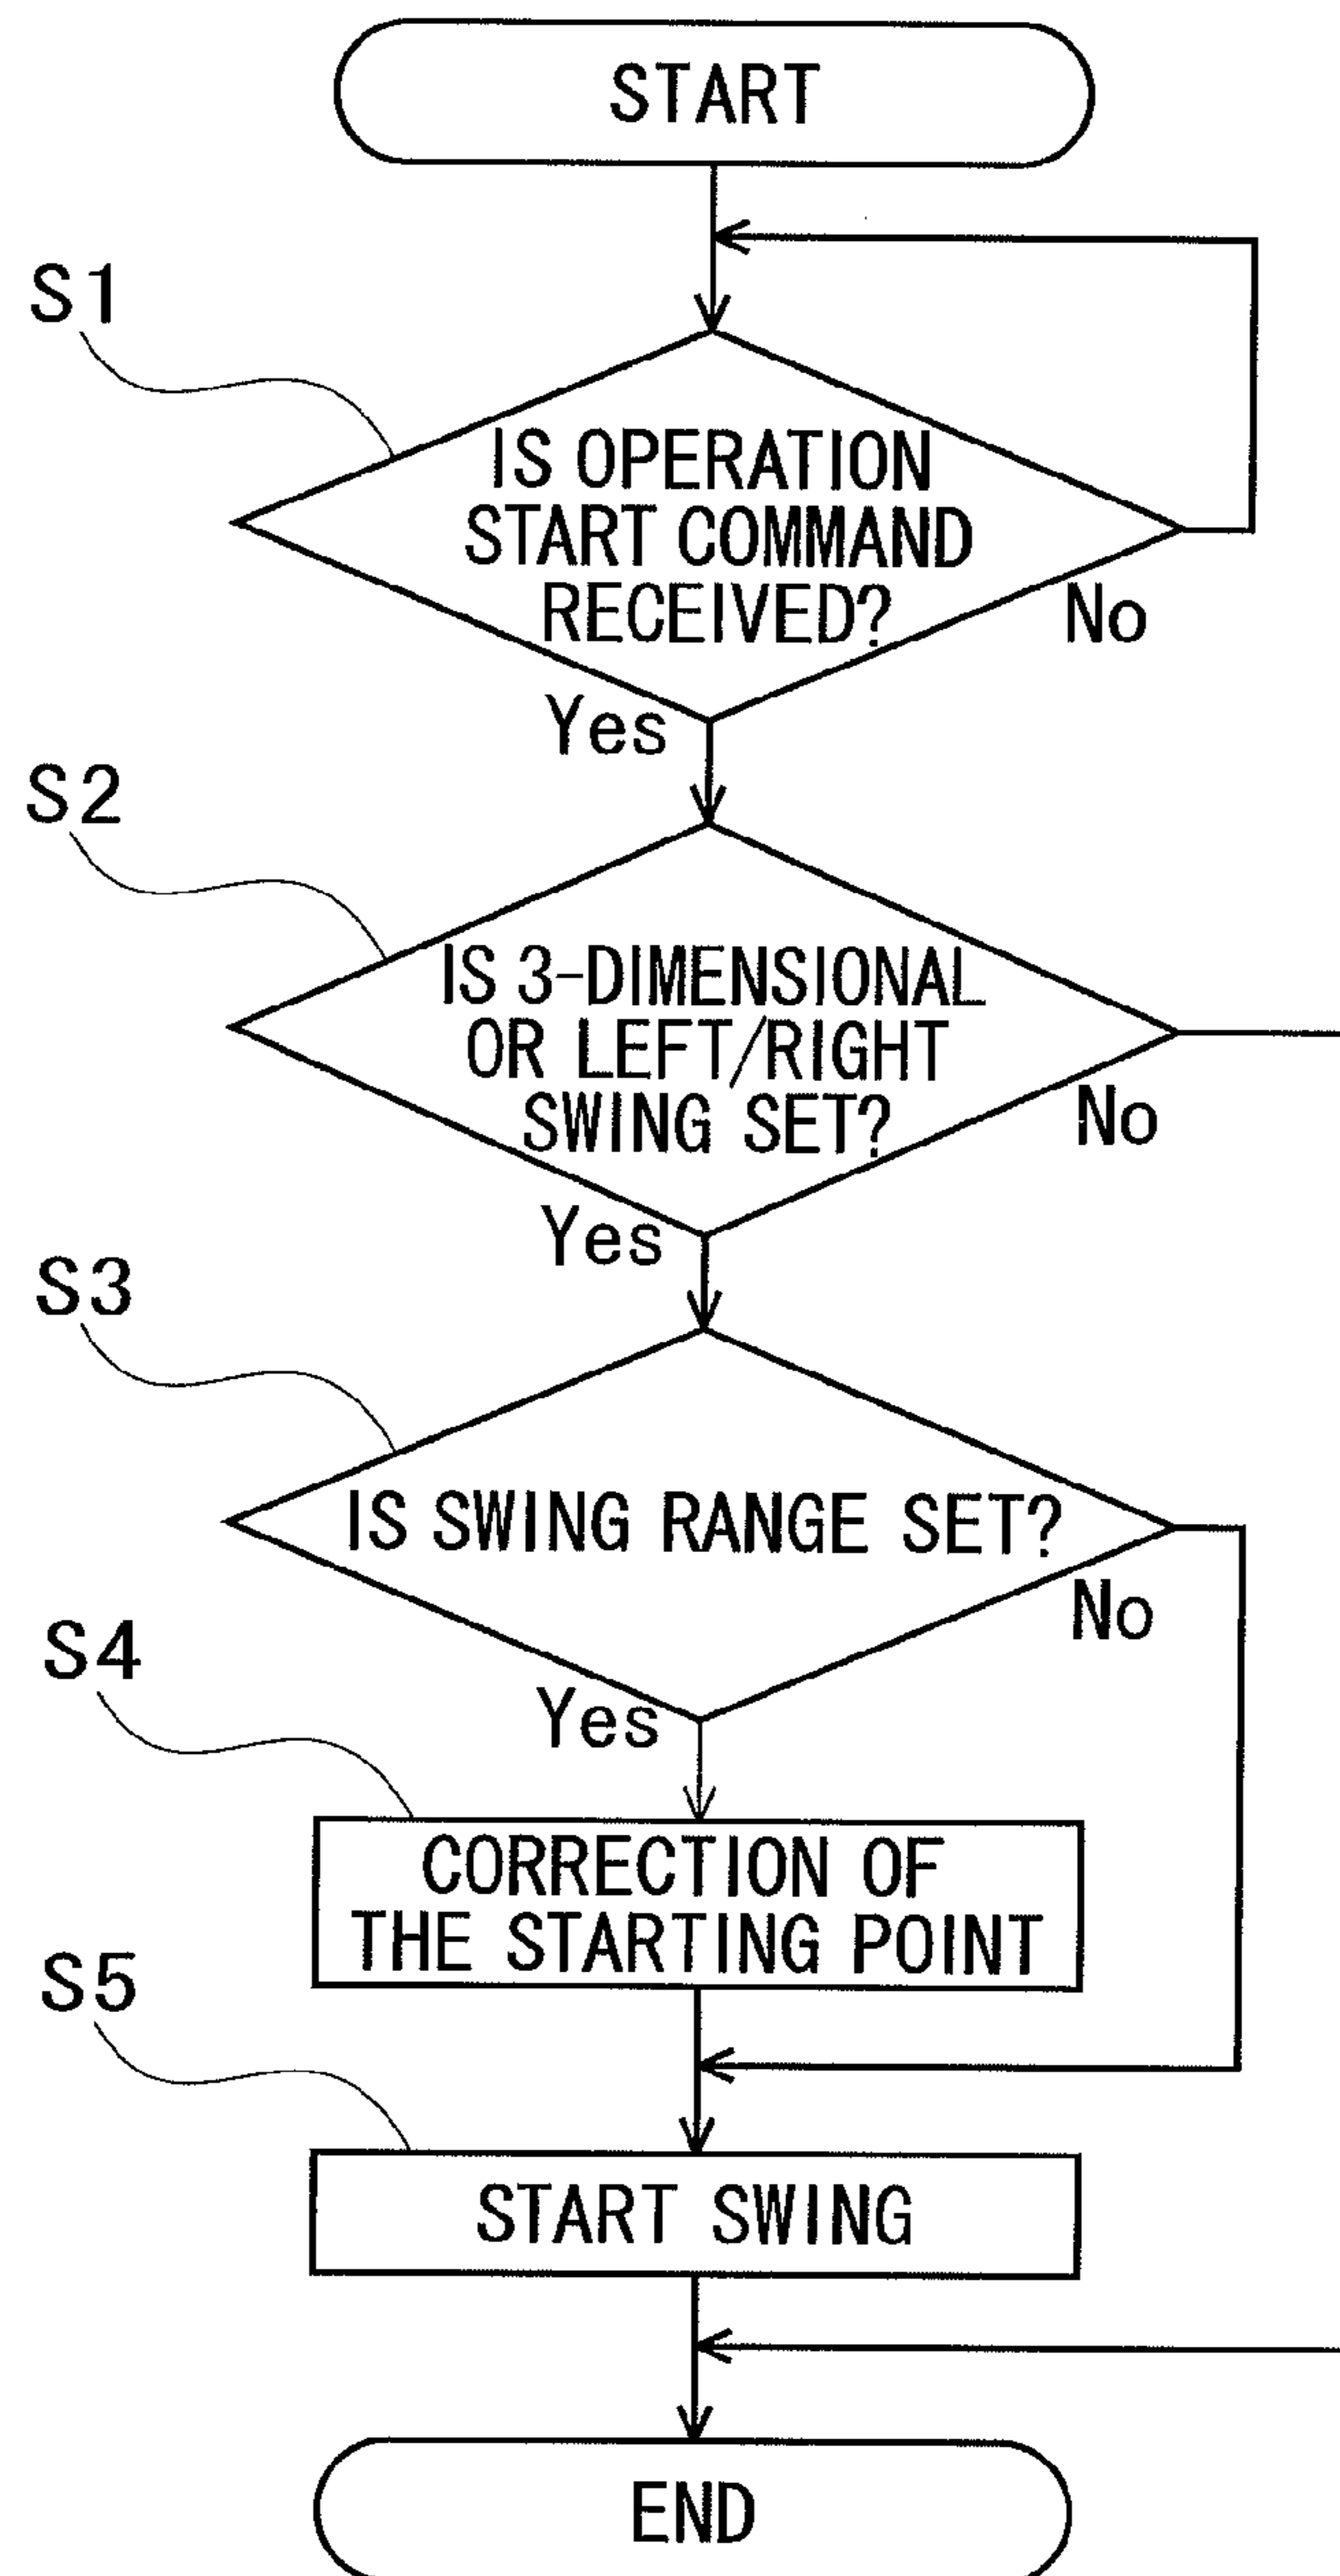 START
S1
IS OPERATION
START COMMAND
RECEIVED?
No
Yes
S2
IS 3-DIMENSIONAL
OR LEFT/RIGHT
SWING SET?
No
Yes
S3
IS SWING RANGE SET?
No
S4
Yes
CORRECTION OF
THE STARTING POINT
S5
START SWING
END